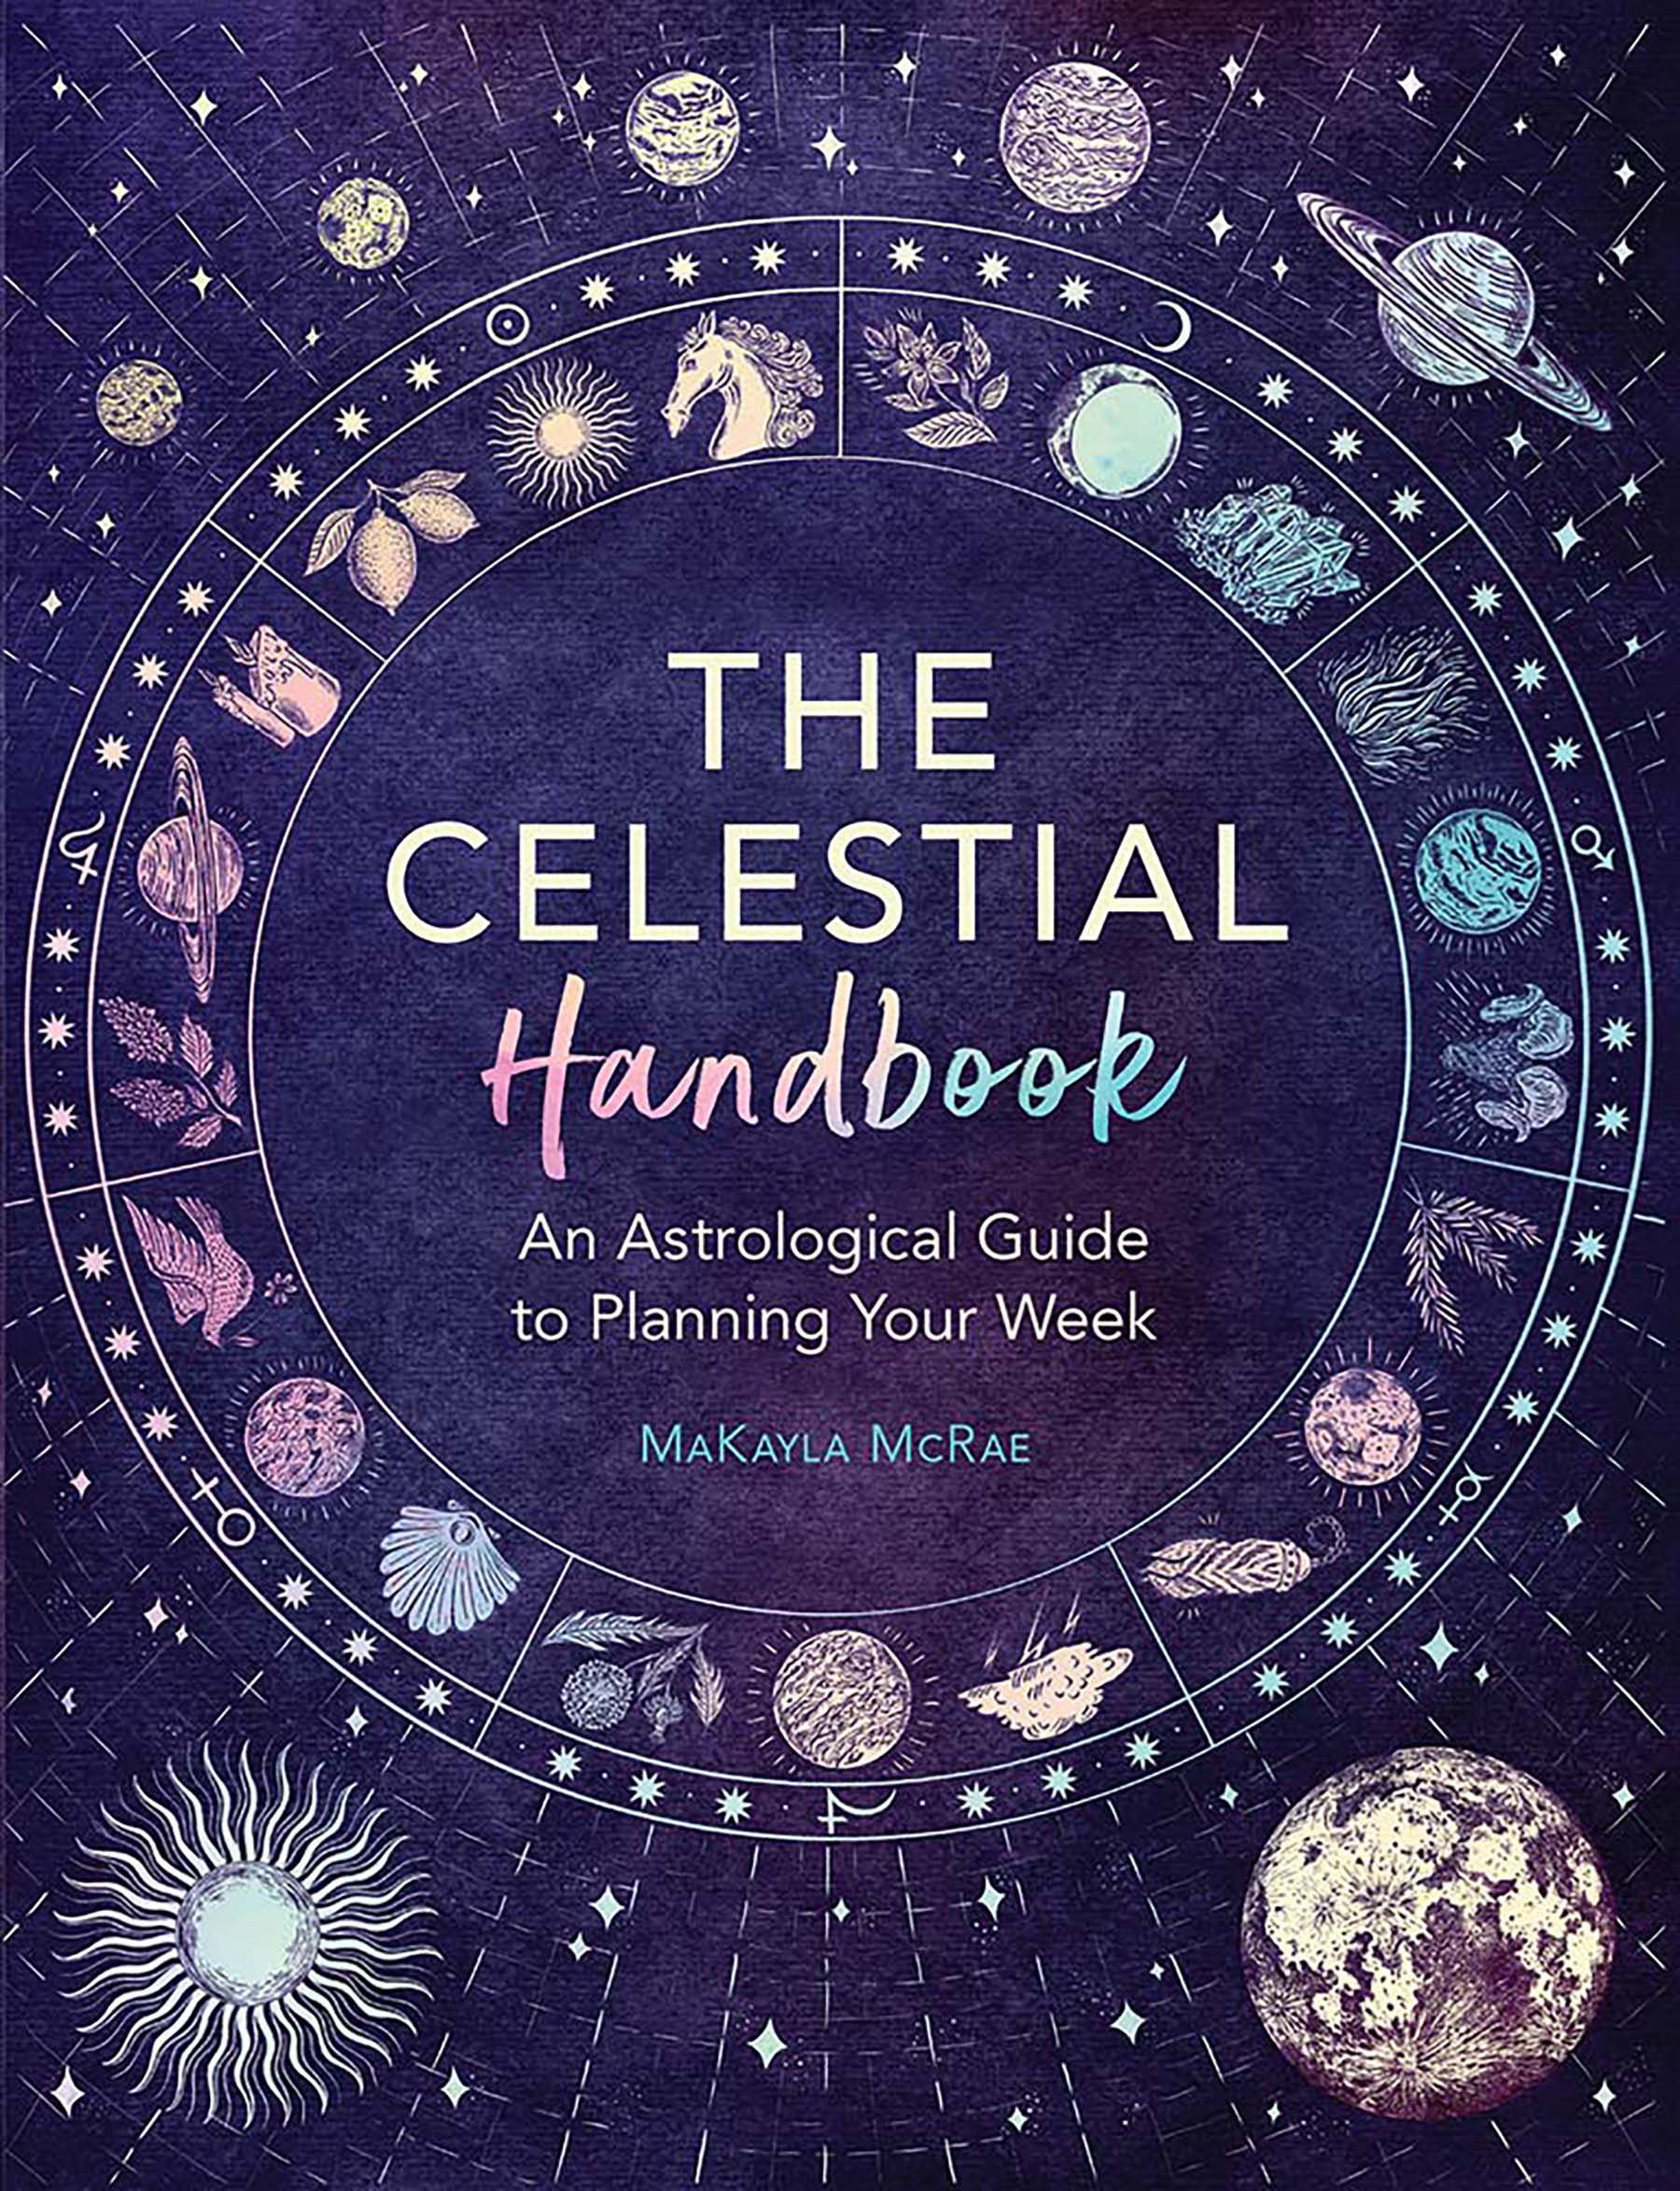 THE
CELESTIAL
Handbook
An Astrological Guide
to Planning Your Week
MaKayla McRae